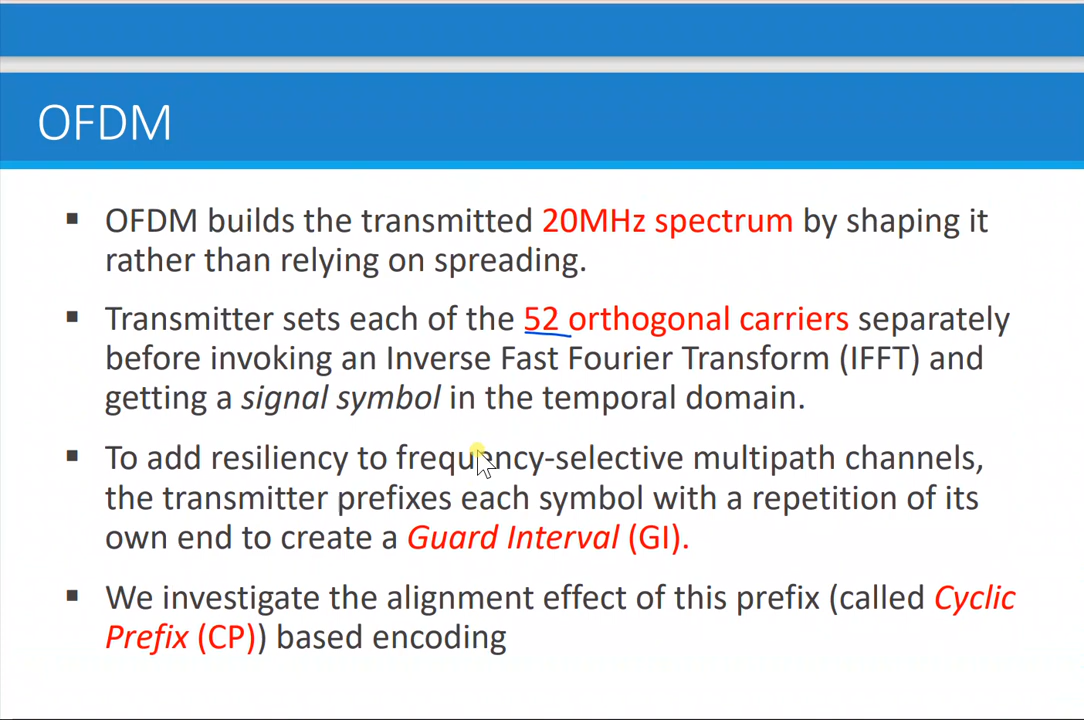 OFDM
▪ OFDM builds the transmitted 20MHz spectrum by shaping it
rather than relying on spreading.
▪ Transmitter sets each of the 52 orthogonal carriers separately
before invoking an Inverse Fast Fourier Transform (IFFT) and
getting a signal symbol in the temporal domain.
▪ To add resiliency to frequency-selective multipath channels,
the transmitter prefixes each symbol with a repetition of its
own end to create a Guard Interval (GI).
▪ We investigate the alignment effect of this prefix (called Cyclic
Prefix (CP)) based encoding